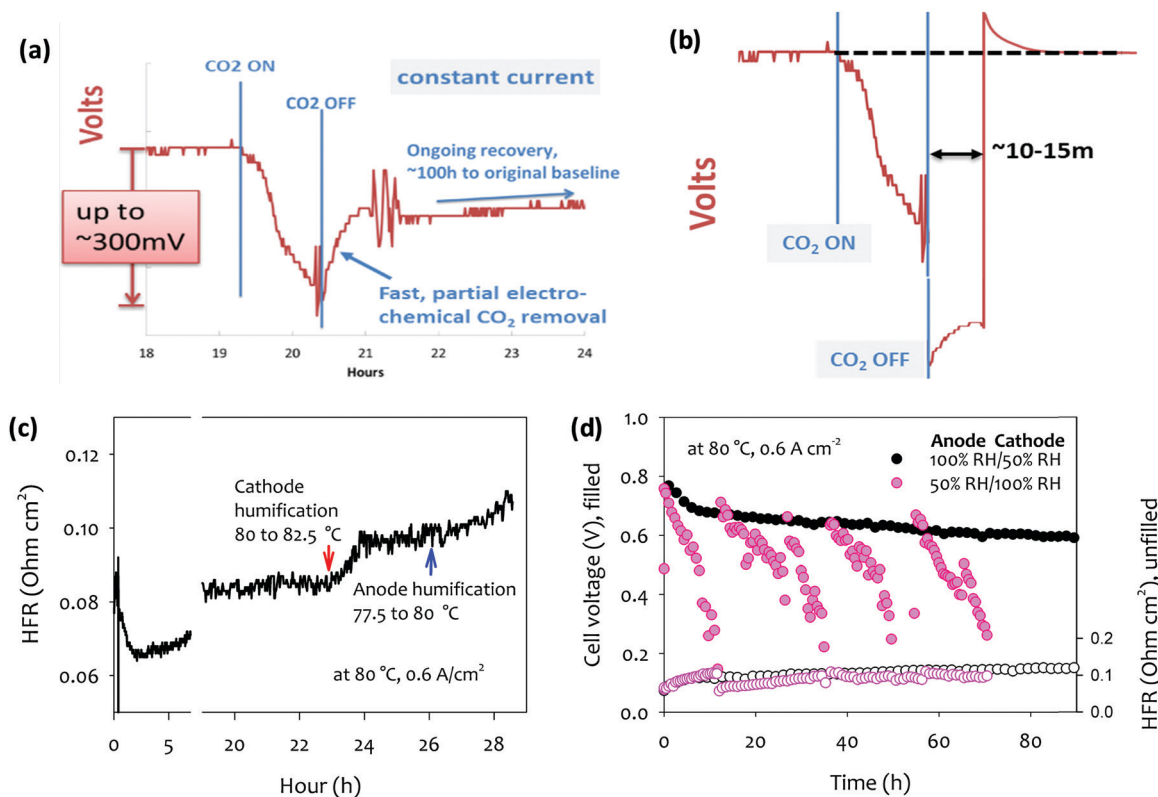 (a)
CO2 ON
CO2 OFF
constant current
Volts
up to
~300mV
Ongoing recovery,
~100h to original baseline
Fast, partial electro-
chemical CO₂ removal
18
19
20
21
22
23
24
Hours
(b)
Volts
~10-15m
CO₂ ON
CO₂ OFF
(c)
HFR (Ohm cm²)
0.12
0.10
0.08
0.06
Cathode
humification
80 to 82.5 °C
Anode humification
77.5 to 80 °C
at 80 °C, 0.6 A/cm²
0
5
20
22
24
26
28
Hour (h)
(d)
Cell voltage (V), filled
1.0
0.8
0.6
0.4
0.2
0.0
at 80 °C, 0.6 A cm⁻²
Anode Cathode
100% RH/50% RH
50% RH/100% RH
0.2
0.1
0.0
HFR (Ohm cm²), unfilled
0
20
40
60
80
Time (h)